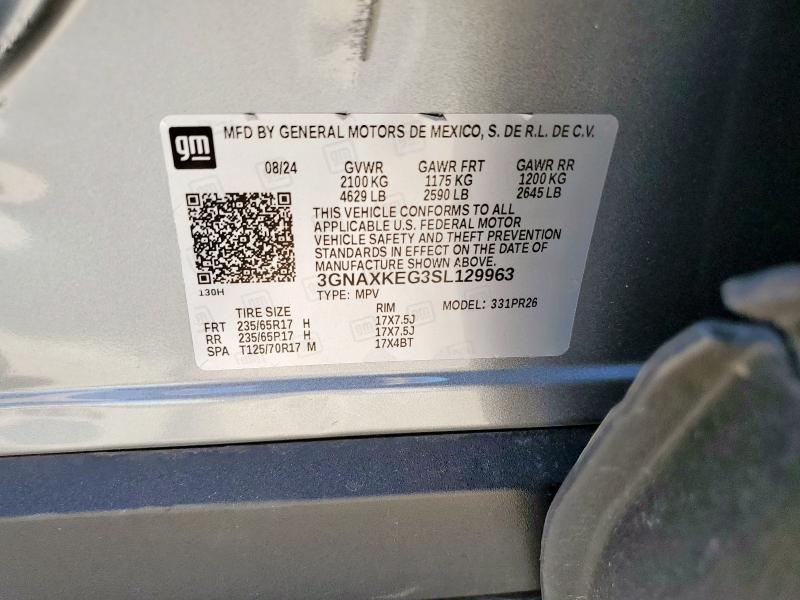 gm MFD BY GENERAL MOTORS DE MEXICO, S. DE R.L. DE C.V.
08/24 GVWR GAWR FRT GAWR RR
2100 KG 1175 KG 1200 KG
4629 LB 2590 LB 2645 LB
THIS VEHICLE CONFORMS TO ALL
APPLICABLE U.S. FEDERAL MOTOR
VEHICLE SAFETY AND THEFT PREVENTION
STANDARDS IN EFFECT ON THE DATE OF
MANUFACTURE SHOWN ABOVE.
3GNAXKEG3SL129963
130H TYPE: MPV MODEL: 331PR26
TIRE SIZE RIM
FRT 235/65R17 H 17X7.5J
RR 235/65R17 H 17X7.5J
SPA T125/70R17 M 17X4BT